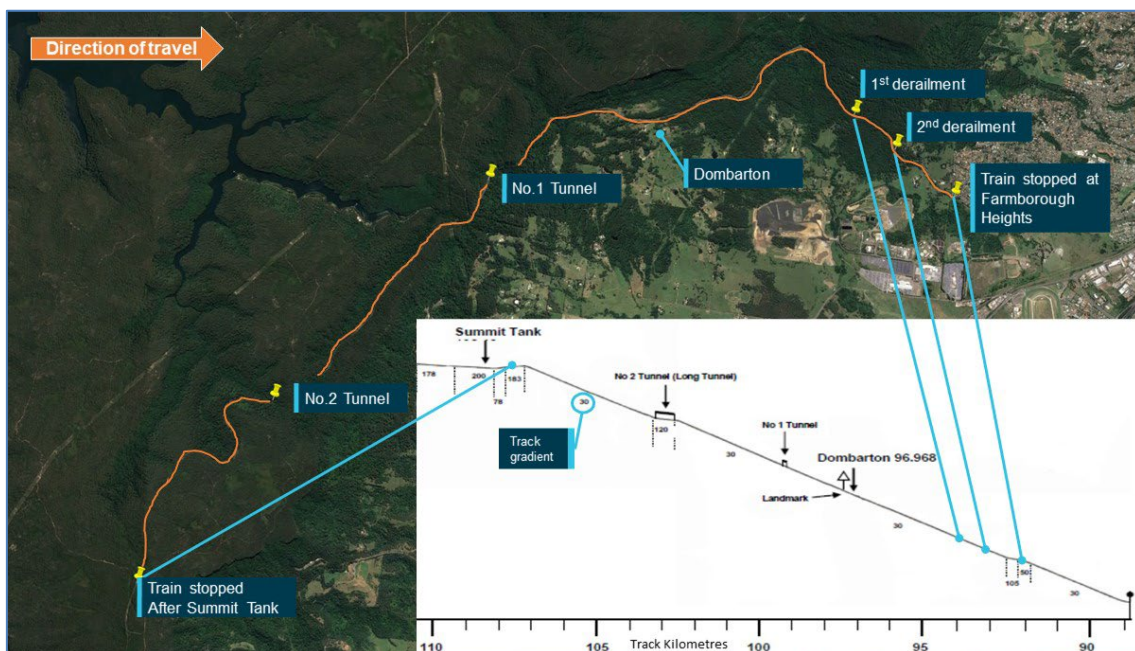 Direction of travel
1st derailment
2nd derailment
Train stopped at
Farmborough
Heights
Dombarton
No.1 Tunnel
No.2 Tunnel
Train stopped
After Summit Tank
Summit Tank
178
200
183
78
No 2 Tunnel (Long Tunnel)
30
120
Track
gradient
No 1 Tunnel
30
Dombarton 96.968
Landmark
30
105
50
30
110
105
100
95
90
Track Kilometres